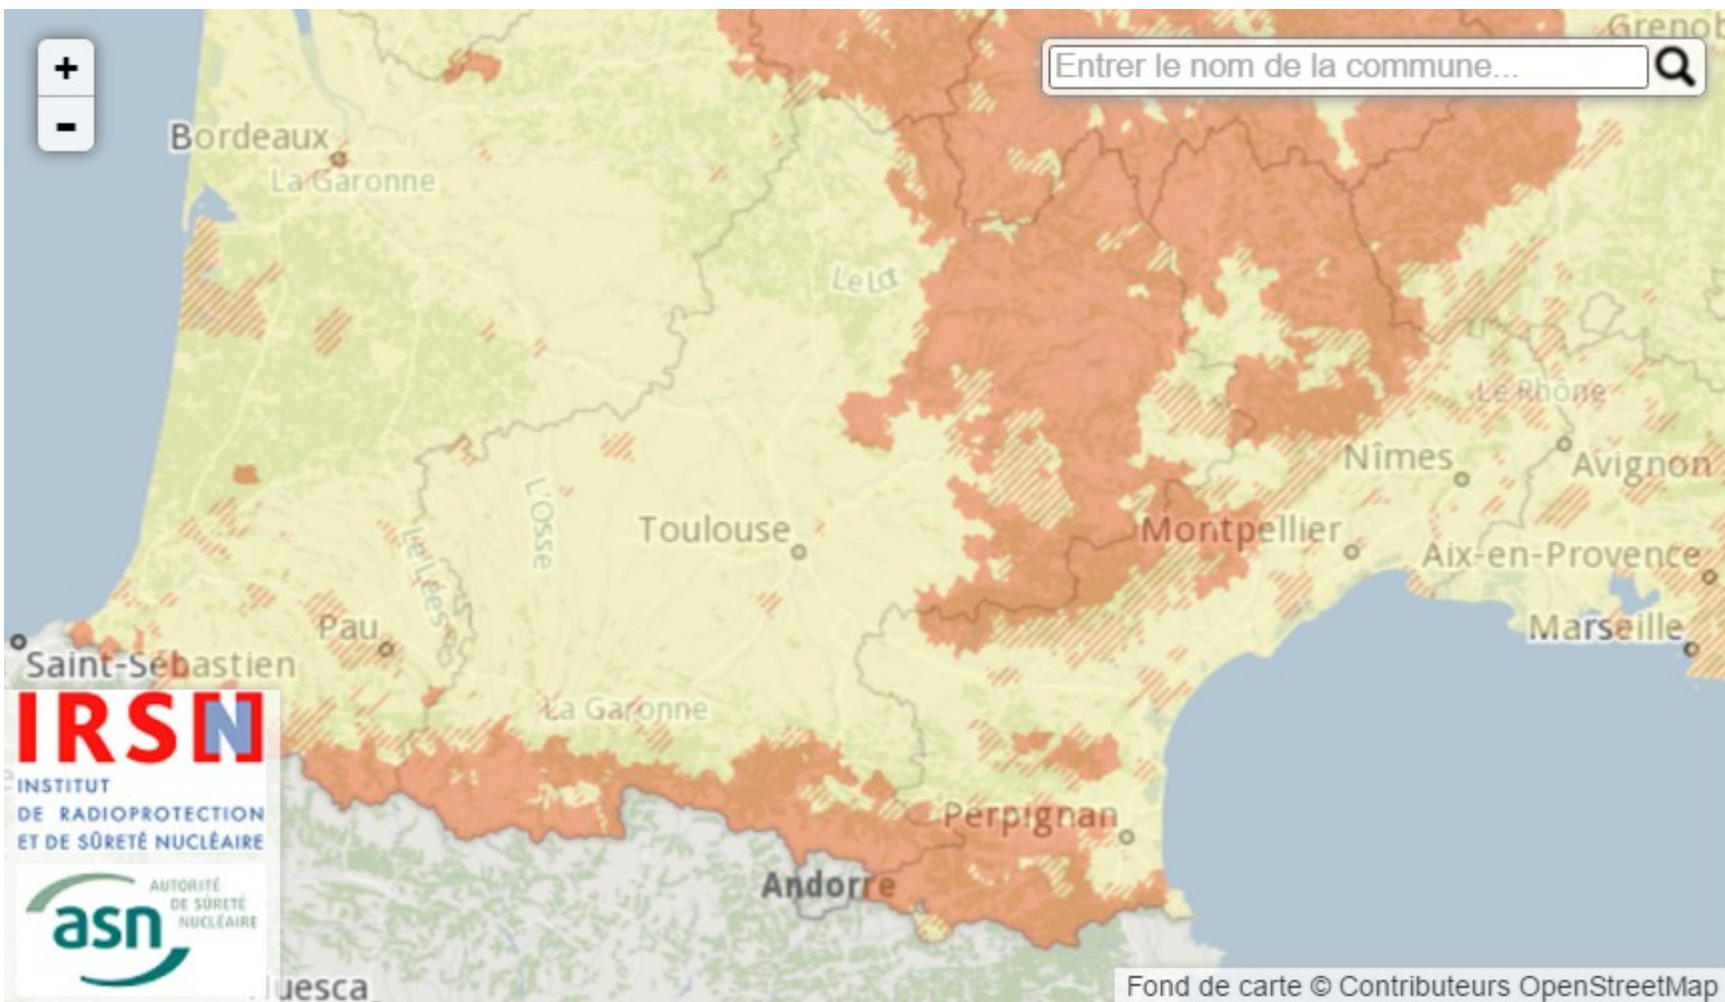 Grenob
+
Entrer le nom de la commune...
-
Bordeaux
La Garonne
Le Lot
Le Rhône
Nîmes
Avignon
L'Osse
Toulouse
Montpellier
Le Lées
Aix-en-Provence
Pau
Marseille
Saint-Sébastien
La Garonne
IRSN
INSTITUT
DE RADIOPROTECTION
ET DE SÛRETÉ NUCLÉAIRE
Perpignan
Andorre
AUTORITÉ
DE SÛRETÉ
NUCLÉAIRE
asn
Huesca
Fond de carte © Contributeurs OpenStreetMap